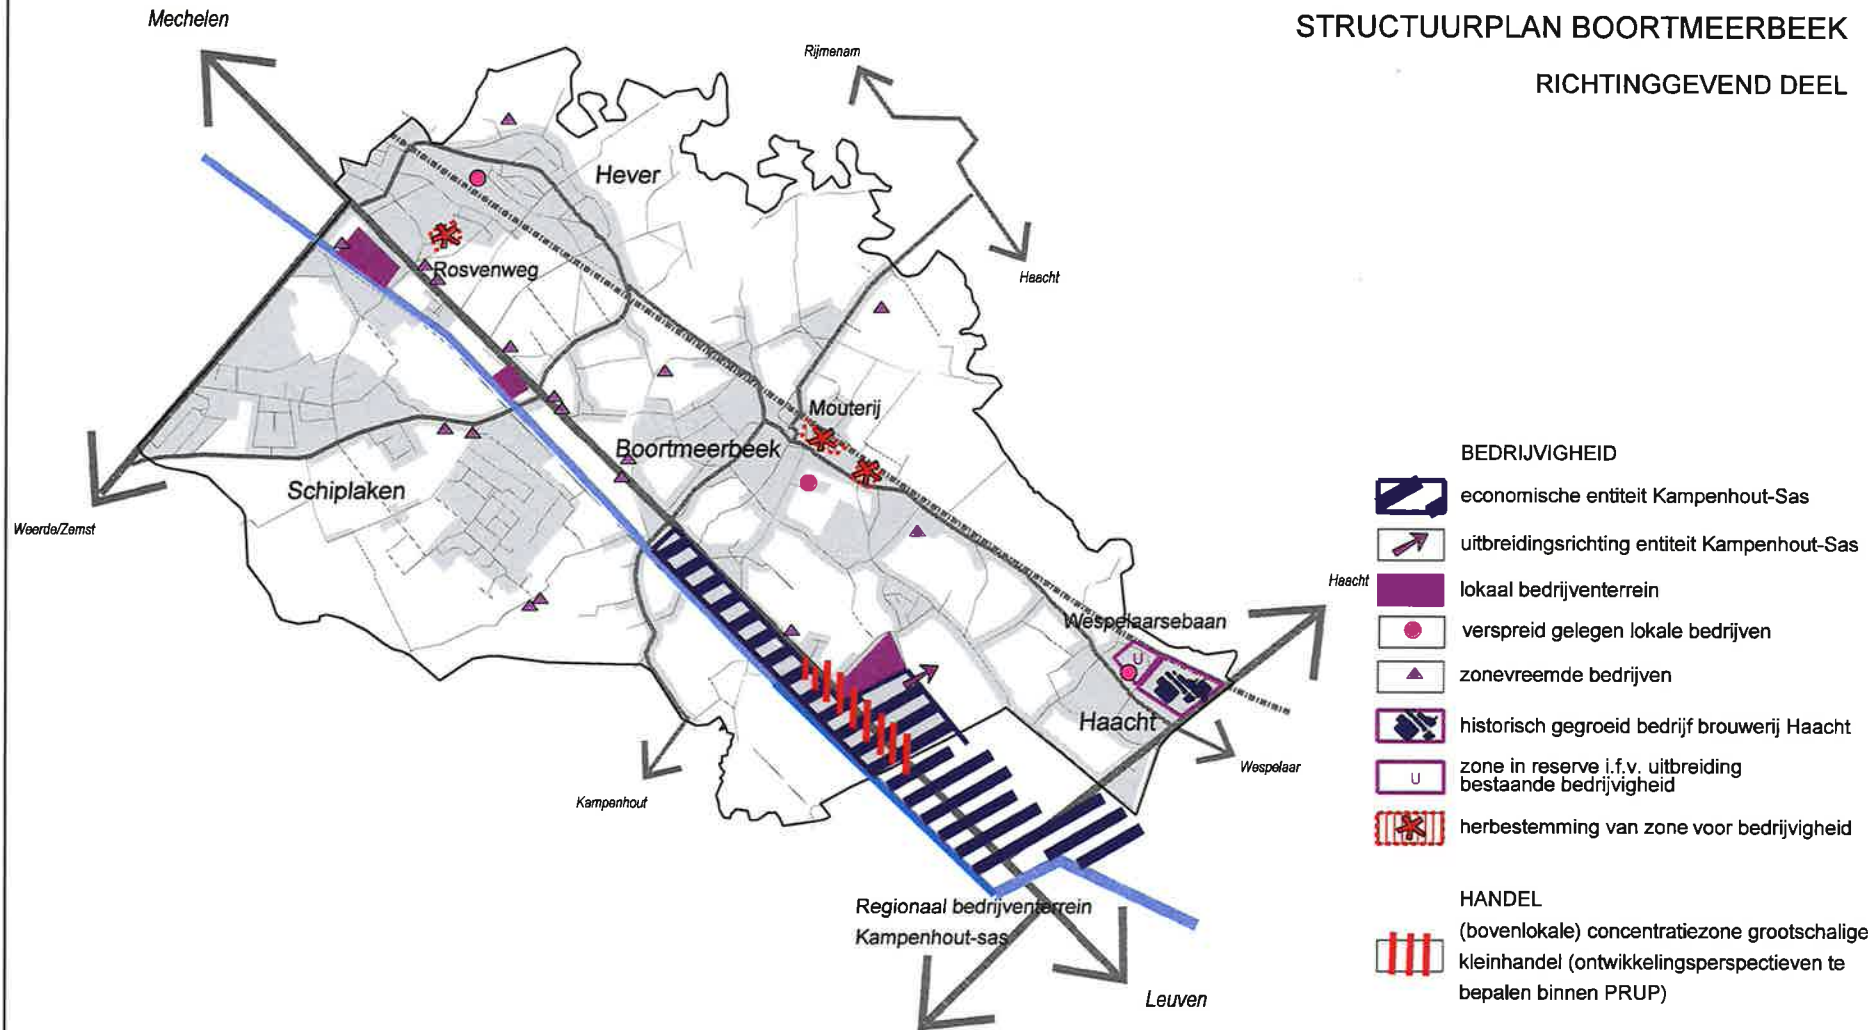 STRUCTUURPLAN BOORTMEERBEEK
RICHTINGGEVEND DEEL
Mechelen
Rijmenam
Hever
Rosvenweg
Haacht
Mouterij
Boortmeerbeek
Schiplaken
Weerde/Zemst
Haacht
Wespelaarsebaan
U
Haacht
Wespelaar
Kampenhout
Regionaal bedrijventerrein
Kampenhout-sas
Leuven
BEDRIJVIGHEID
economische entiteit Kampenhout-Sas
uitbreidingsrichting entiteit Kampenhout-Sas
lokaal bedrijventerrein
verspreid gelegen lokale bedrijven
zonevreemde bedrijven
historisch gegroeid bedrijf brouwerij Haacht
U
zone in reserve i.f.v. uitbreiding
bestaande bedrijvigheid
herbestemming van zone voor bedrijvigheid
HANDEL
(bovenlokale) concentratiezone grootschalige
kleinhandel (ontwikkelingsperspectieven te
bepalen binnen PRUP)